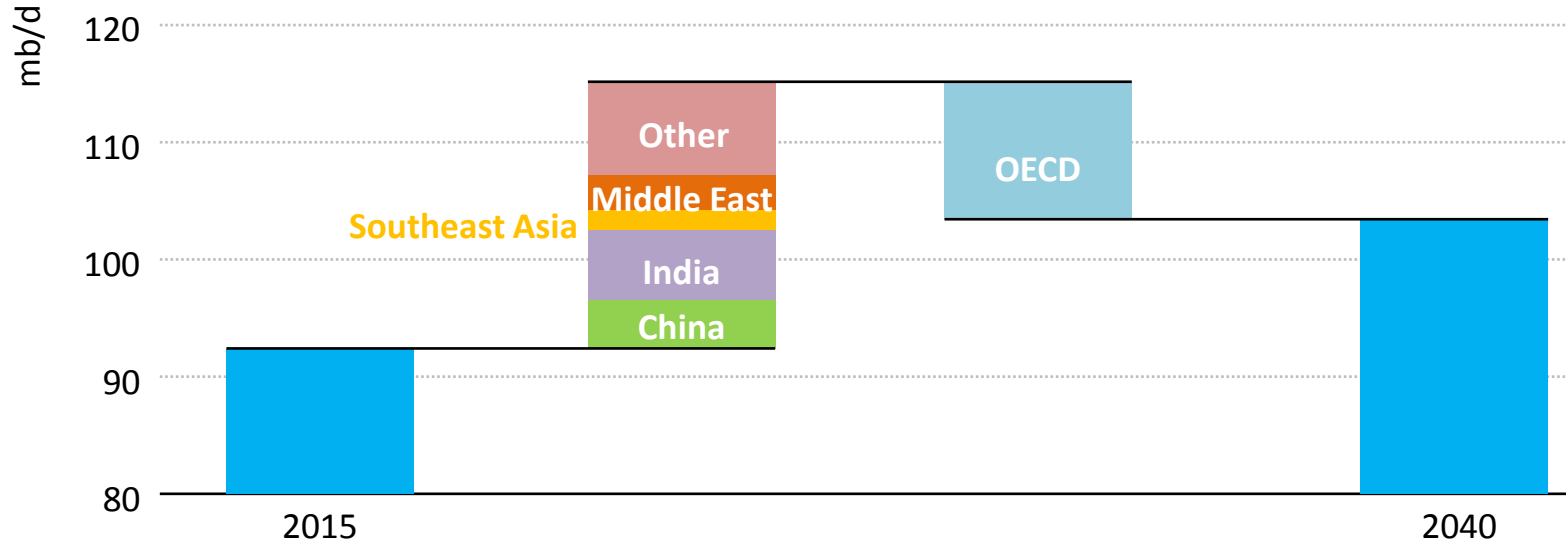 mb/d
120
110
100
90
80
Other
Middle East
Southeast Asia
India
China
OECD
2015
2040